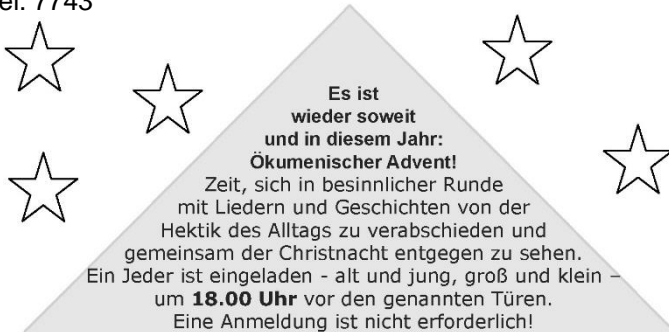 el. 7743
Es ist
wieder soweit
und in diesem Jahr:
Ökumenischer Advent!
Zeit, sich in besinnlicher Runde
mit Liedern und Geschichten von der
Hektik des Alltags zu verabschieden und
gemeinsam der Christnacht entgegen zu sehen.
Ein Jeder ist eingeladen - alt und jung, groß und klein –
um 18.00 Uhr vor den genannten Türen.
Eine Anmeldung ist nicht erforderlich!